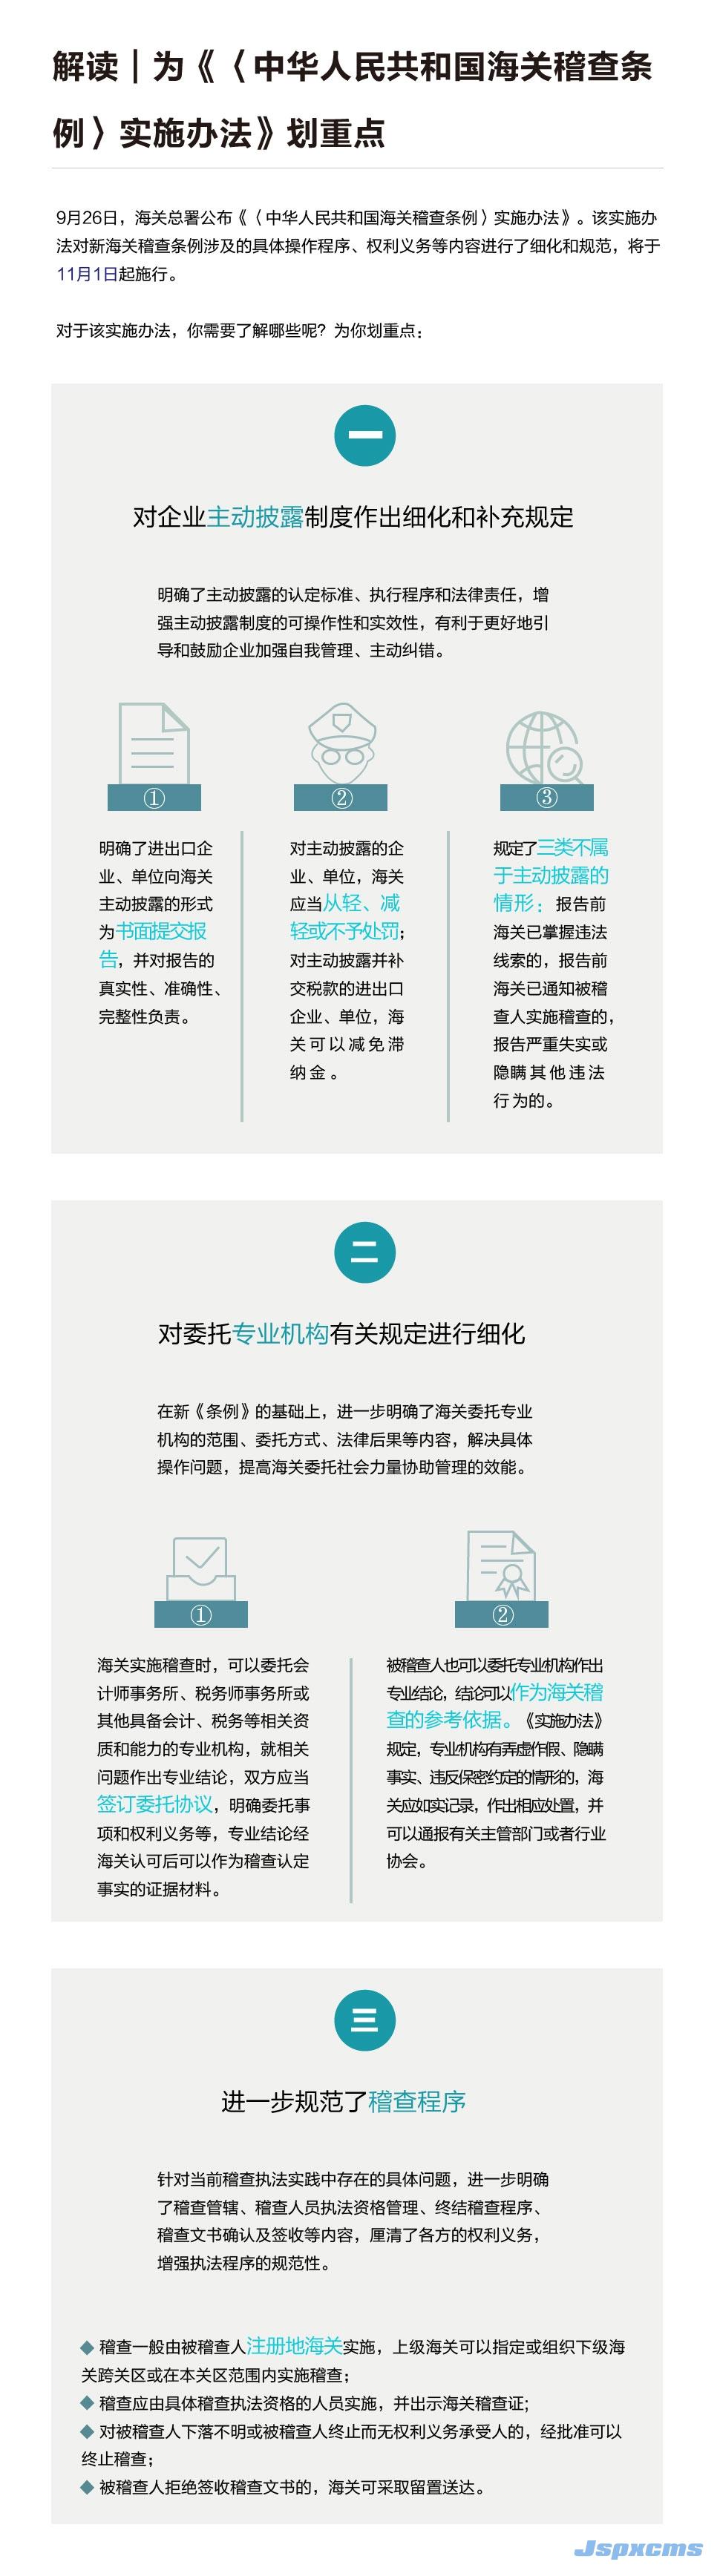 解读｜为《〈中华人民共和国海关稽查条
例〉实施办法》划重点
9月26日，海关总署公布《〈中华人民共和国海关稽查条例〉实施办法》。该实施办
法对新海关稽查条例涉及的具体操作程序、权利义务等内容进行了细化和规范，将于
11月1日起施行。
对于该实施办法，你需要了解哪些呢？为你划重点：
一
对企业主动披露制度作出细化和补充规定
明确了主动披露的认定标准、执行程序和法律责任，增
强主动披露制度的可操作性和实效性，有利于更好地引
导和鼓励企业加强自我管理、主动纠错。
①
明确了进出口企
业、单位向海关
主动披露的形式
为书面提交报
告，并对报告的
真实性、准确性、
完整性负责。
②
对主动披露的企
业、单位，海关
应当从轻、减
轻或不予处罚；
对主动披露并补
交税款的进出口
企业、单位，海
关可以减免滞
纳金。
③
规定了三类不属
于主动披露的
情形：报告前
海关已掌握违法
线索的，报告前
海关已通知被稽
查人实施稽查的，
报告严重失实或
隐瞒其他违法
行为的。
二
对委托专业机构有关规定进行细化
在新《条例》的基础上，进一步明确了海关委托专业
机构的范围、委托方式、法律后果等内容，解决具体
操作问题，提高海关委托社会力量协助管理的效能。
①
海关实施稽查时，可以委托会
计师事务所、税务师事务所或
其他具备会计、税务等相关资
质和能力的专业机构，就相关
问题作出专业结论，双方应当
签订委托协议，明确委托事
项和权利义务等，专业结论经
海关认可后可以作为稽查认定
事实的证据材料。
②
被稽查人也可以委托专业机构作出
专业结论，结论可以作为海关稽
查的参考依据。《实施办法》
规定，专业机构有弄虚作假、隐瞒
事实、违反保密约定的情形的，海
关应如实记录，作出相应处置，并
可以通报有关主管部门或者行业
协会。
三
进一步规范了稽查程序
针对当前稽查执法实践中存在的具体问题，进一步明确
了稽查管辖、稽查人员执法资格管理、终结稽查程序、
稽查文书确认及签收等内容，厘清了各方的权利义务，
增强执法程序的规范性。
◆ 稽查一般由被稽查人注册地海关实施，上级海关可以指定或组织下级海
关跨关区或在本关区范围内实施稽查；
◆ 稽查应由具体稽查执法资格的人员实施，并出示海关稽查证；
◆ 对被稽查人下落不明或被稽查人终止而无权利义务承受人的，经批准可以
终止稽查；
◆ 被稽查人拒绝签收稽查文书的，海关可采取留置送达。
Jspxcms